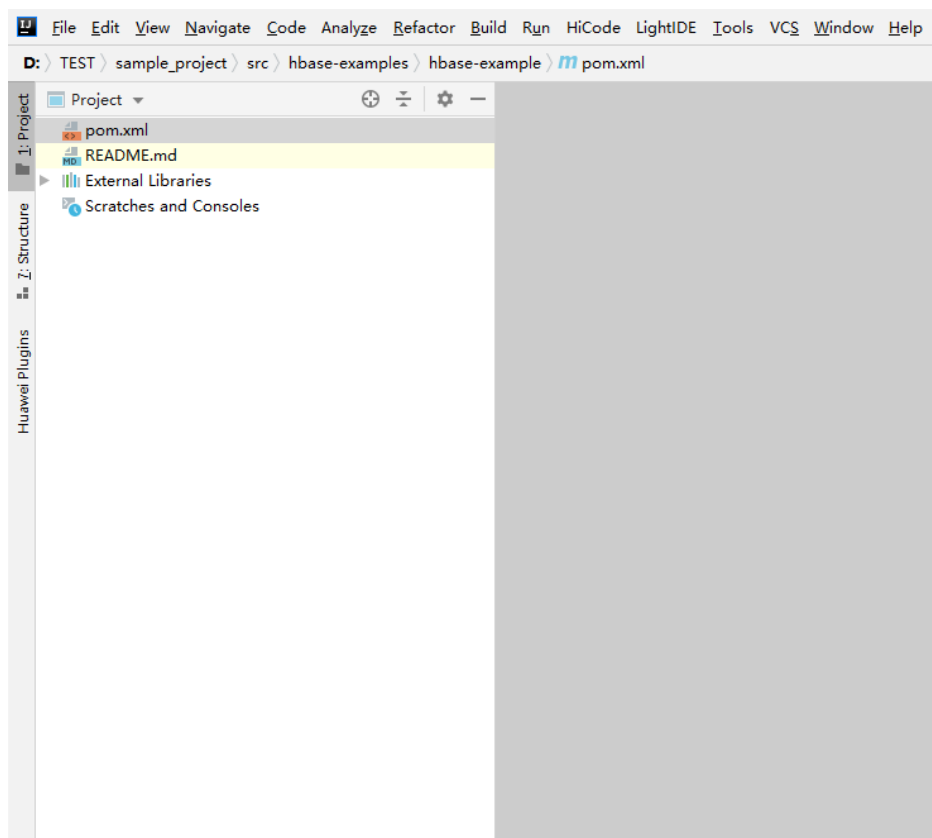 IJ File Edit View Navigate Code Analyze Refactor Build Run HiCode LightIDE Tools VCS Window Help
D: TEST sample_project src hbase-examples hbase-example m pom.xml
1: Project
Project
pom.xml
MD README.md
External Libraries
Scratches and Consoles
7: Structure
Huawei Plugins